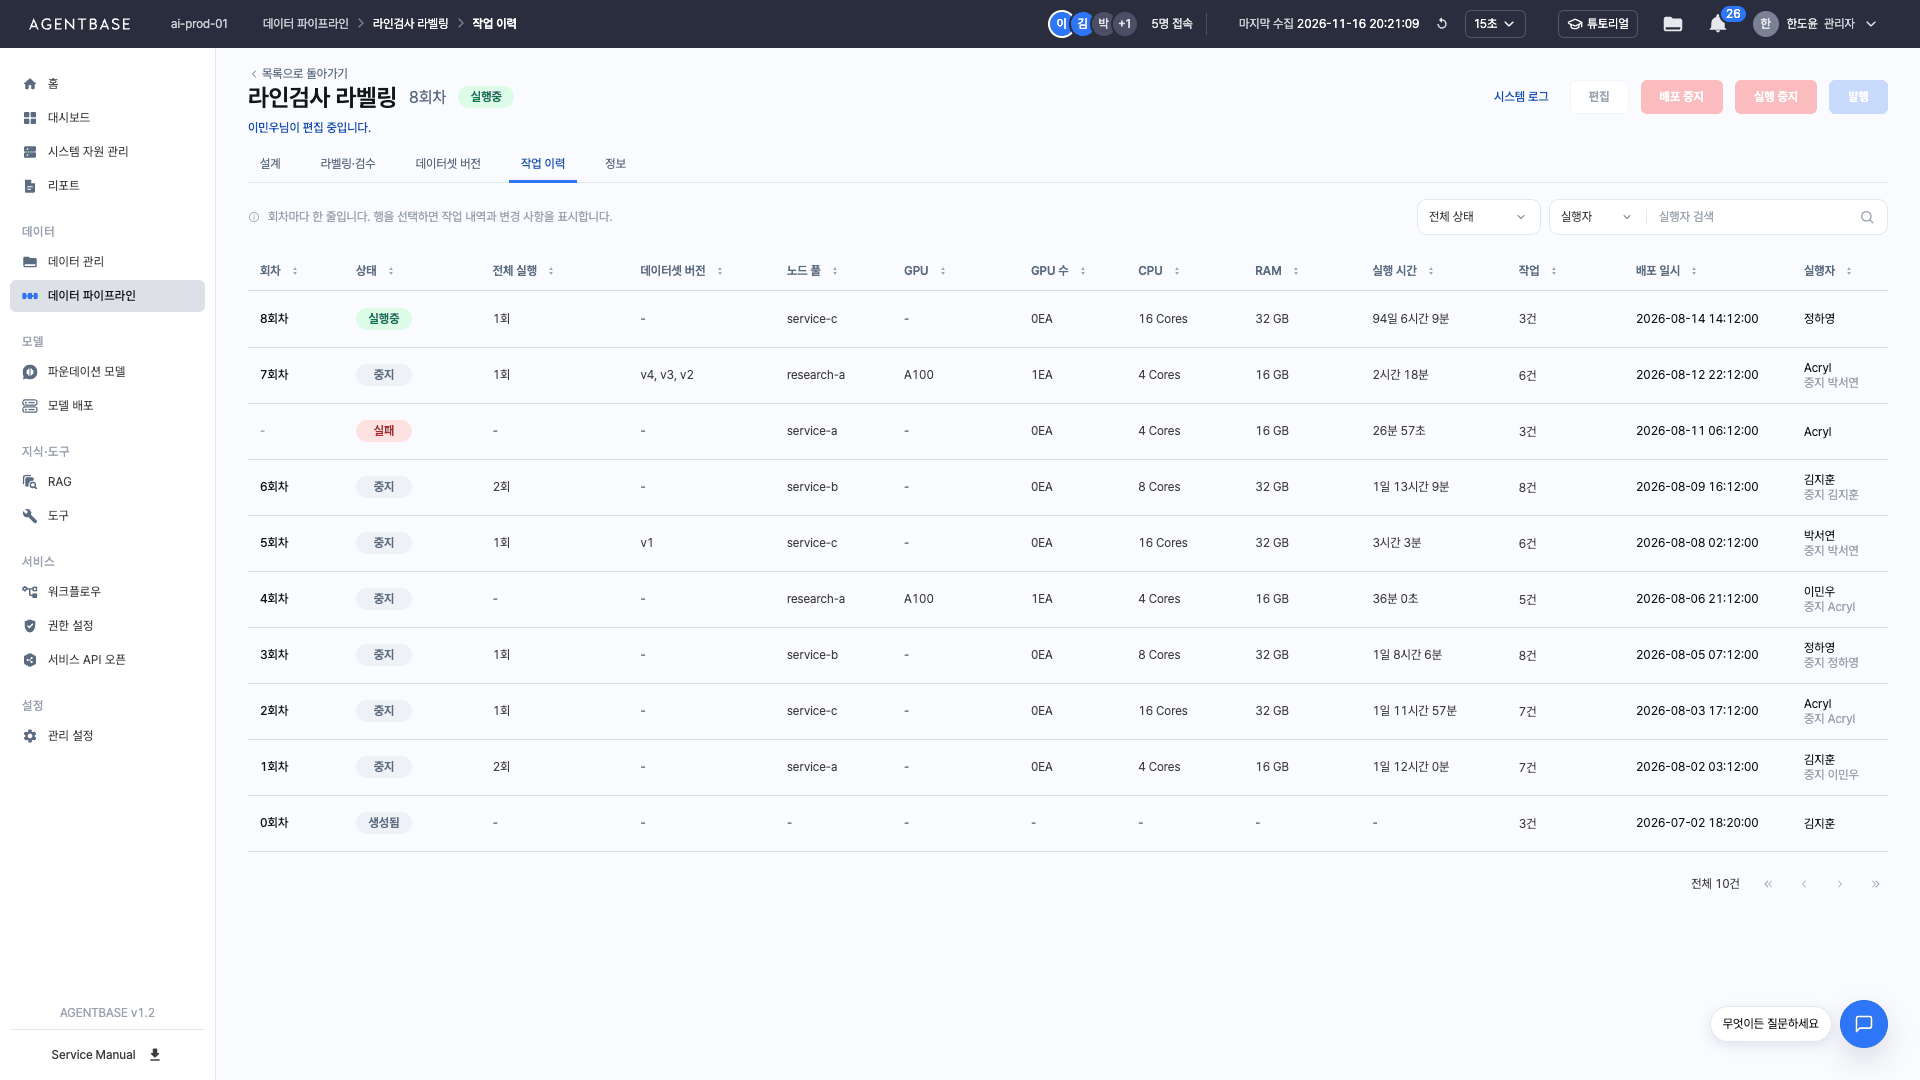 AGENTBASE
ai-prod-01
데이터 파이프라인 > 라인검사 라벨링 > 작업 이력
이 김 박 +1 5명 접속
마지막 수집 2026-11-16 20:21:09
15초
튜토리얼
26
한 한도윤 관리자
홈
대시보드
시스템 자원 관리
리포트
데이터
데이터 관리
데이터 파이프라인
모델
파운데이션 모델
모델 배포
지식·도구
RAG
도구
서비스
워크플로우
권한 설정
서비스 API 오픈
설정
관리 설정
AGENTBASE v1.2
Service Manual
목록으로 돌아가기
라인검사 라벨링 8회차 실행중
이민우님이 편집 중입니다.
시스템 로그 편집 배포 중지 실행 중지 발행
설계 라벨링·검수 데이터셋 버전 작업 이력 정보
회차마다 한 줄입니다. 행을 선택하면 작업 내역과 변경 사항을 표시합니다.
전체 상태 실행자 실행자 검색
회차 상태 전체 실행 데이터셋 버전 노드 풀 GPU GPU 수 CPU RAM 실행 시간 작업 배포 일시 실행자
8회차 실행중 1회 - service-c - 0EA 16 Cores 32 GB 94일 6시간 9분 3건 2026-08-14 14:12:00 정하영
7회차 중지 1회 v4, v3, v2 research-a A100 1EA 4 Cores 16 GB 2시간 18분 6건 2026-08-12 22:12:00 Acryl
중지 박서연
- 실패 - - service-a - 0EA 4 Cores 16 GB 26분 57초 3건 2026-08-11 06:12:00 Acryl
6회차 중지 2회 - service-b - 0EA 8 Cores 32 GB 1일 13시간 9분 8건 2026-08-09 16:12:00 김지훈
중지 김지훈
5회차 중지 1회 v1 service-c - 0EA 16 Cores 32 GB 3시간 3분 6건 2026-08-08 02:12:00 박서연
중지 박서연
4회차 중지 - - research-a A100 1EA 4 Cores 16 GB 36분 0초 5건 2026-08-06 21:12:00 이민우
중지 Acryl
3회차 중지 1회 - service-b - 0EA 8 Cores 32 GB 1일 8시간 6분 8건 2026-08-05 07:12:00 정하영
중지 정하영
2회차 중지 1회 - service-c - 0EA 16 Cores 32 GB 1일 11시간 57분 7건 2026-08-03 17:12:00 Acryl
중지 Acryl
1회차 중지 2회 - service-a - 0EA 4 Cores 16 GB 1일 12시간 0분 7건 2026-08-02 03:12:00 김지훈
중지 이민우
0회차 생성됨 - - - - - - - - 3건 2026-07-02 18:20:00 김지훈
전체 10건
무엇이든 질문하세요